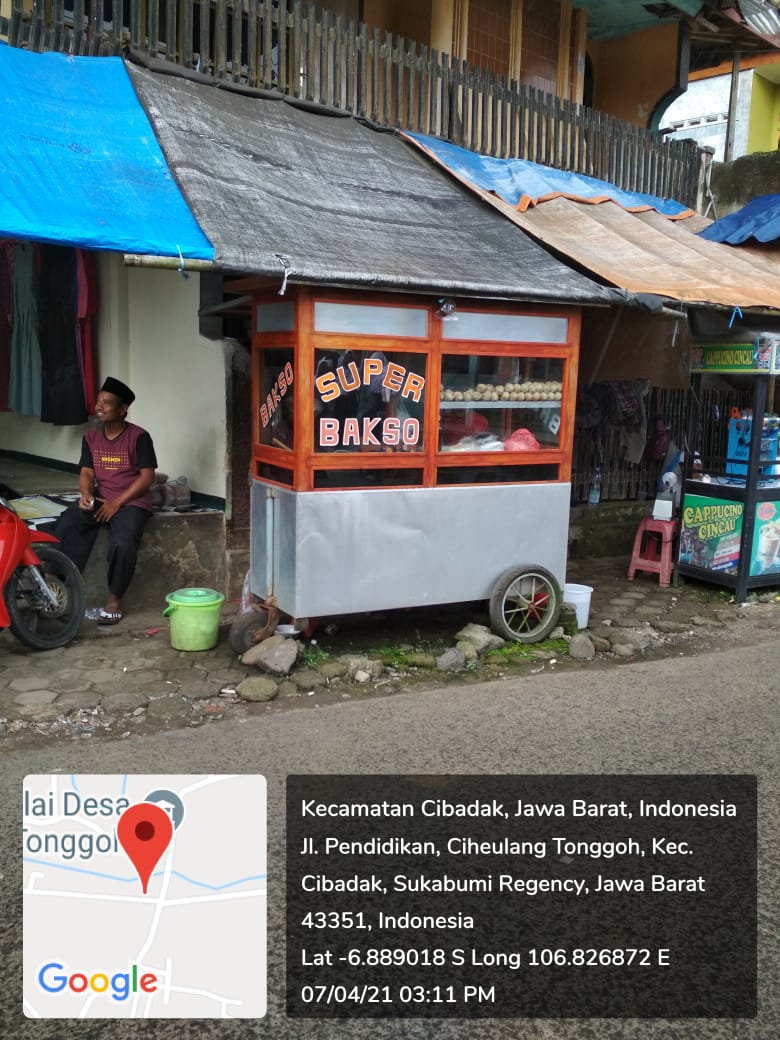 SUPER
BAKSO
BAKSO
CAPPUCINO CINCAU
CAPPUCINO
CINCAU
lai Desa
Tonggoh
Google
Kecamatan Cibadak, Jawa Barat, Indonesia
Jl. Pendidikan, Ciheulang Tonggoh, Kec.
Cibadak, Sukabumi Regency, Jawa Barat
43351, Indonesia
Lat -6.889018 S Long 106.826872 E
07/04/21 03:11 PM